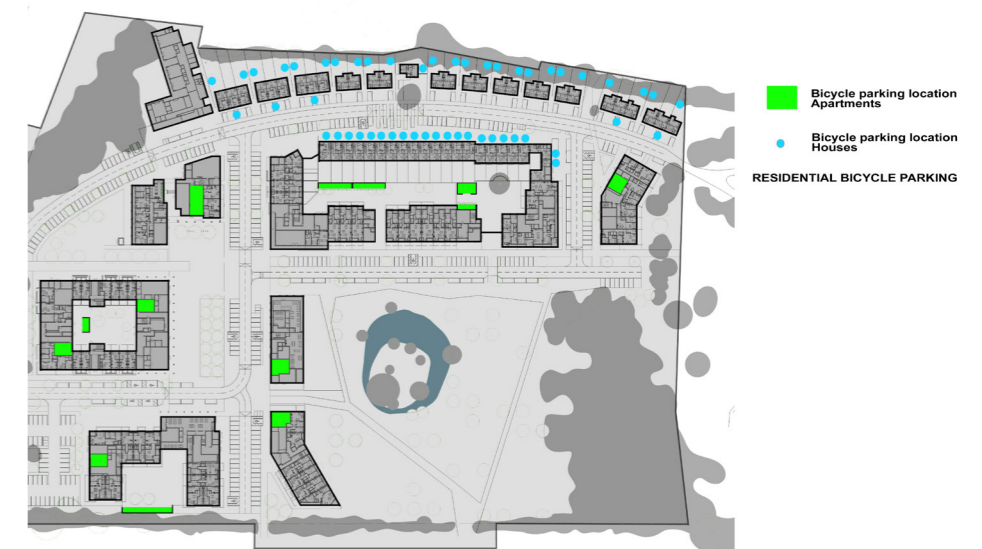 Bicycle parking location
Apartments
Bicycle parking location
Houses
RESIDENTIAL BICYCLE PARKING